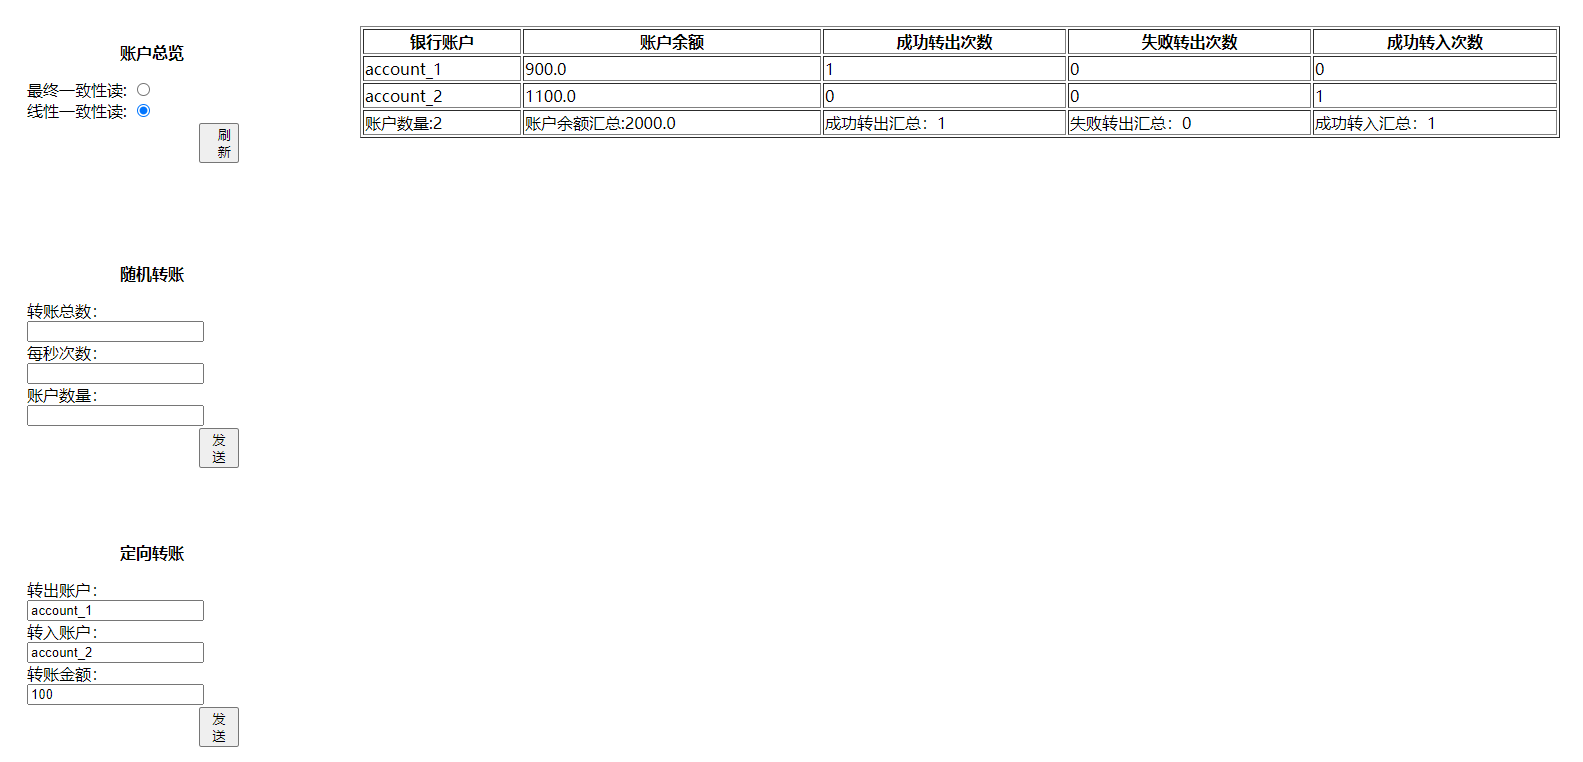 账户总览
最终一致性读:
线性一致性读:
刷
新
随机转账
转账总数：
每秒次数：
账户数量：
发
送
定向转账
转出账户：
account_1
转入账户：
account_2
转账金额：
100
发
送
银行账户 账户余额 成功转出次数 失败转出次数 成功转入次数
account_1 900.0 1 0 0
account_2 1100.0 0 0 1
账户数量:2 账户余额汇总:2000.0 成功转出汇总：1 失败转出汇总：0 成功转入汇总：1